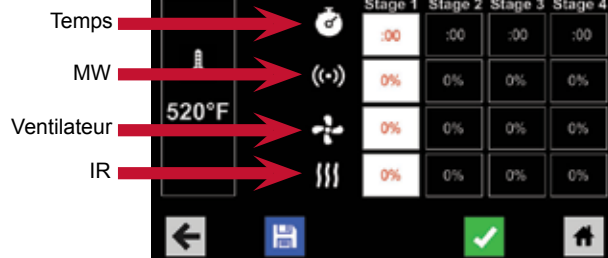 Stage 1 Stage 2 Stage 3 Stage 4
Temps :00 :00 :00 :00
MW 0% 0% 0% 0%
520°F
Ventilateur 0% 0% 0% 0%
IR 0% 0% 0% 0%